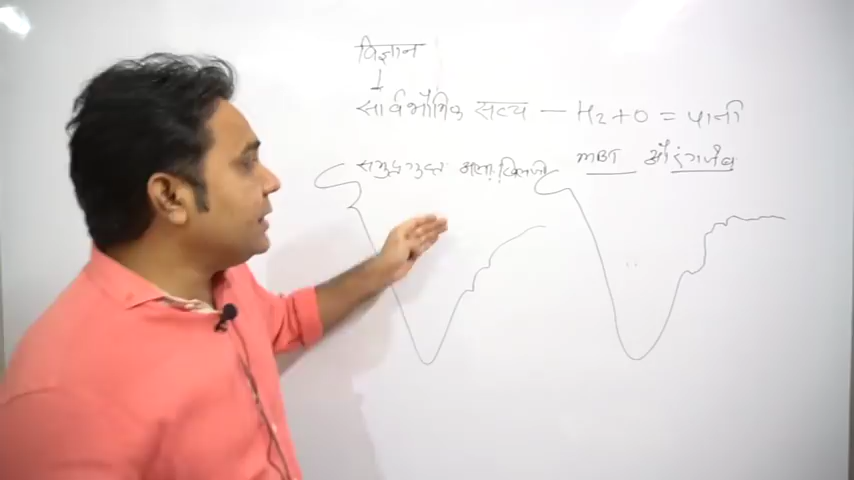 विज्ञान
सार्वभौमिक सत्य — H₂+O = पानी
समुद्रगुप्त अला. खिलजी MBT औरंगजेब